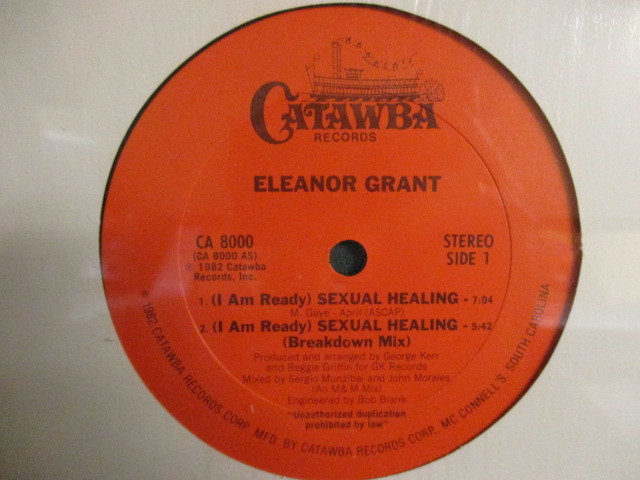 CATAWBA
RECORDS
ELEANOR GRANT
CA 8000
(CA 8000 AS)
℗ 1982 Catawba
Records, Inc.
STEREO
SIDE 1
1. (I Am Ready) SEXUAL HEALING - 7:04
M. Gaye - April (ASCAP)
2. (I Am Ready) SEXUAL HEALING - 5:42
(Breakdown Mix)
Produced and arranged by George Kerr
and Reggie Griffin for GK Records
Mixed by Sergio Munzibai and John Morales
(An M & M Mix)
Engineered by Bob Blank
"Unauthorized duplication
prohibited by law"
© 1982 CATAWBA RECORDS CORP. MFD. BY CATAWBA RECORDS CORP., MC CONNELL'S, SOUTH CAROLINA